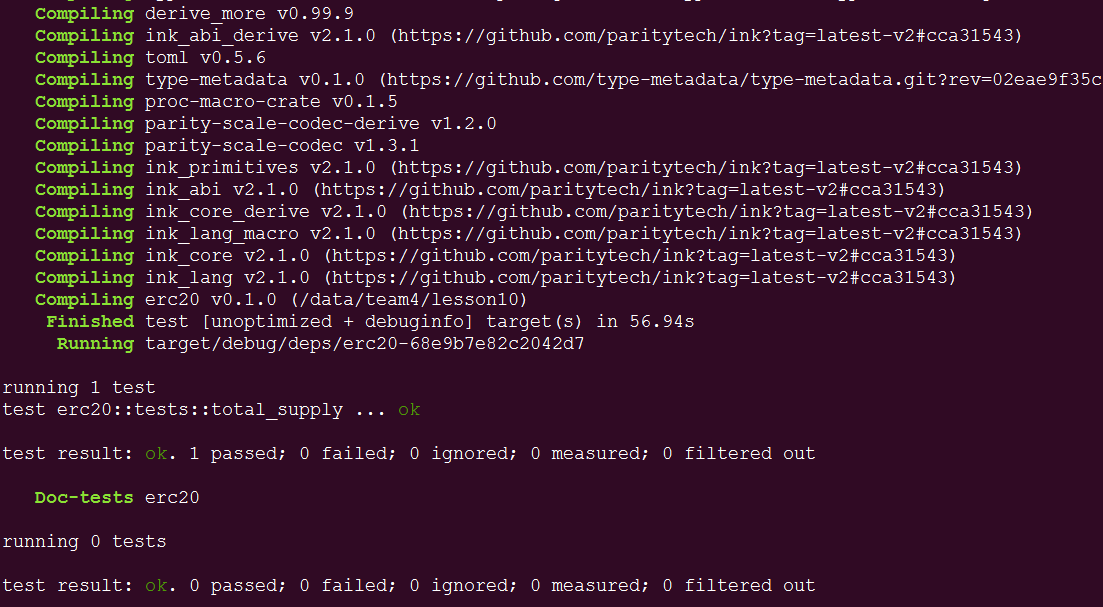 Compiling derive_more v0.99.9
Compiling ink_abi_derive v2.1.0 (https://github.com/paritytech/ink?tag=latest-v2#cca31543)
Compiling toml v0.5.6
Compiling type-metadata v0.1.0 (https://github.com/type-metadata/type-metadata.git?rev=02eae9f35c
Compiling proc-macro-crate v0.1.5
Compiling parity-scale-codec-derive v1.2.0
Compiling parity-scale-codec v1.3.1
Compiling ink_primitives v2.1.0 (https://github.com/paritytech/ink?tag=latest-v2#cca31543)
Compiling ink_abi v2.1.0 (https://github.com/paritytech/ink?tag=latest-v2#cca31543)
Compiling ink_core_derive v2.1.0 (https://github.com/paritytech/ink?tag=latest-v2#cca31543)
Compiling ink_lang_macro v2.1.0 (https://github.com/paritytech/ink?tag=latest-v2#cca31543)
Compiling ink_core v2.1.0 (https://github.com/paritytech/ink?tag=latest-v2#cca31543)
Compiling ink_lang v2.1.0 (https://github.com/paritytech/ink?tag=latest-v2#cca31543)
Compiling erc20 v0.1.0 (/data/team4/lesson10)
Finished test [unoptimized + debuginfo] target(s) in 56.94s
Running target/debug/deps/erc20-68e9b7e82c2042d7
running 1 test
test erc20::tests::total_supply ... ok
test result: ok. 1 passed; 0 failed; 0 ignored; 0 measured; 0 filtered out
Doc-tests erc20
running 0 tests
test result: ok. 0 passed; 0 failed; 0 ignored; 0 measured; 0 filtered out